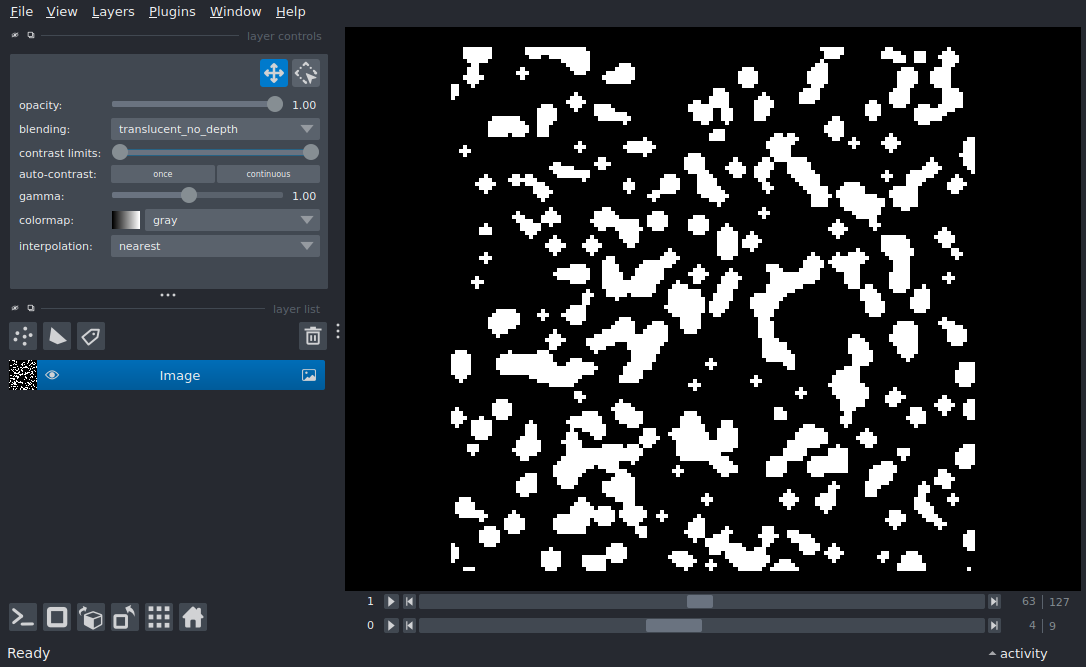 File View Layers Plugins Window Help
layer controls
opacity: 1.00
blending: translucent_no_depth
contrast limits:
auto-contrast: once continuous
gamma: 1.00
colormap: gray
interpolation: nearest
layer list
Image
1 63 127
0 4 9
Ready activity